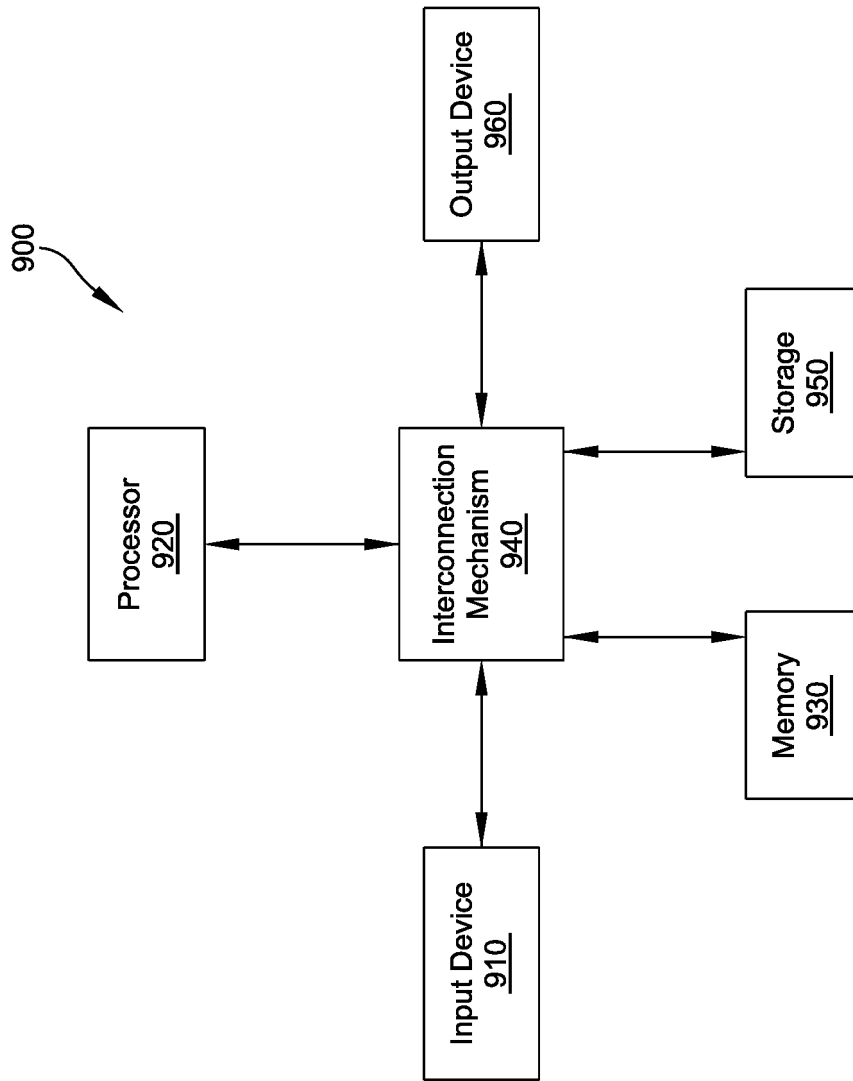 900
Processor
920
Input Device
910
Interconnection
Mechanism
940
Output Device
960
Memory
930
Storage
950